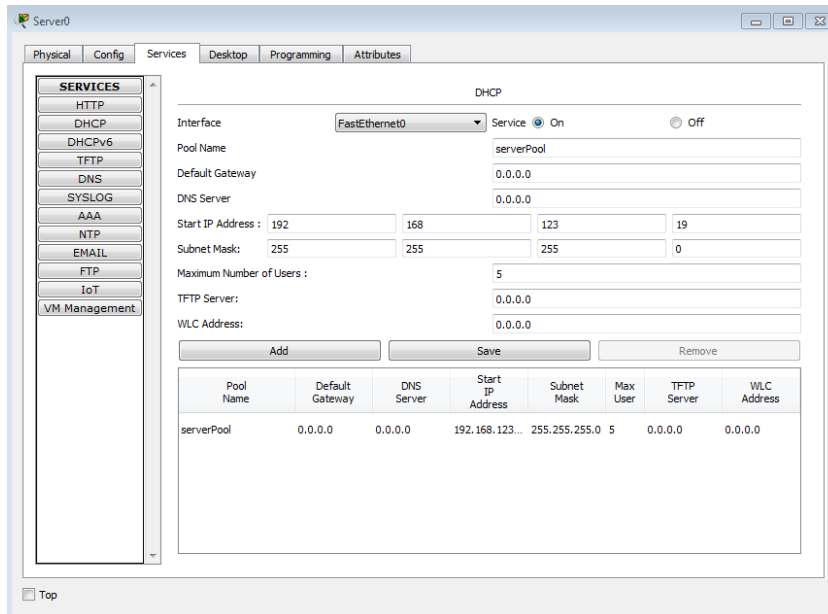 Server0
Physical Config Services Desktop Programming Attributes
SERVICES
HTTP
DHCP
DHCPv6
TFTP
DNS
SYSLOG
AAA
NTP
EMAIL
FTP
IoT
VM Management
DHCP
Interface FastEthernet0 Service On Off
Pool Name serverPool
Default Gateway 0.0.0.0
DNS Server 0.0.0.0
Start IP Address : 192 168 123 19
Subnet Mask: 255 255 255 0
Maximum Number of Users : 5
TFTP Server: 0.0.0.0
WLC Address: 0.0.0.0
Add Save Remove
Pool Name Default Gateway DNS Server Start IP Address Subnet Mask Max User TFTP Server WLC Address
serverPool 0.0.0.0 0.0.0.0 192.168.123... 255.255.255.0 5 0.0.0.0 0.0.0.0
Top